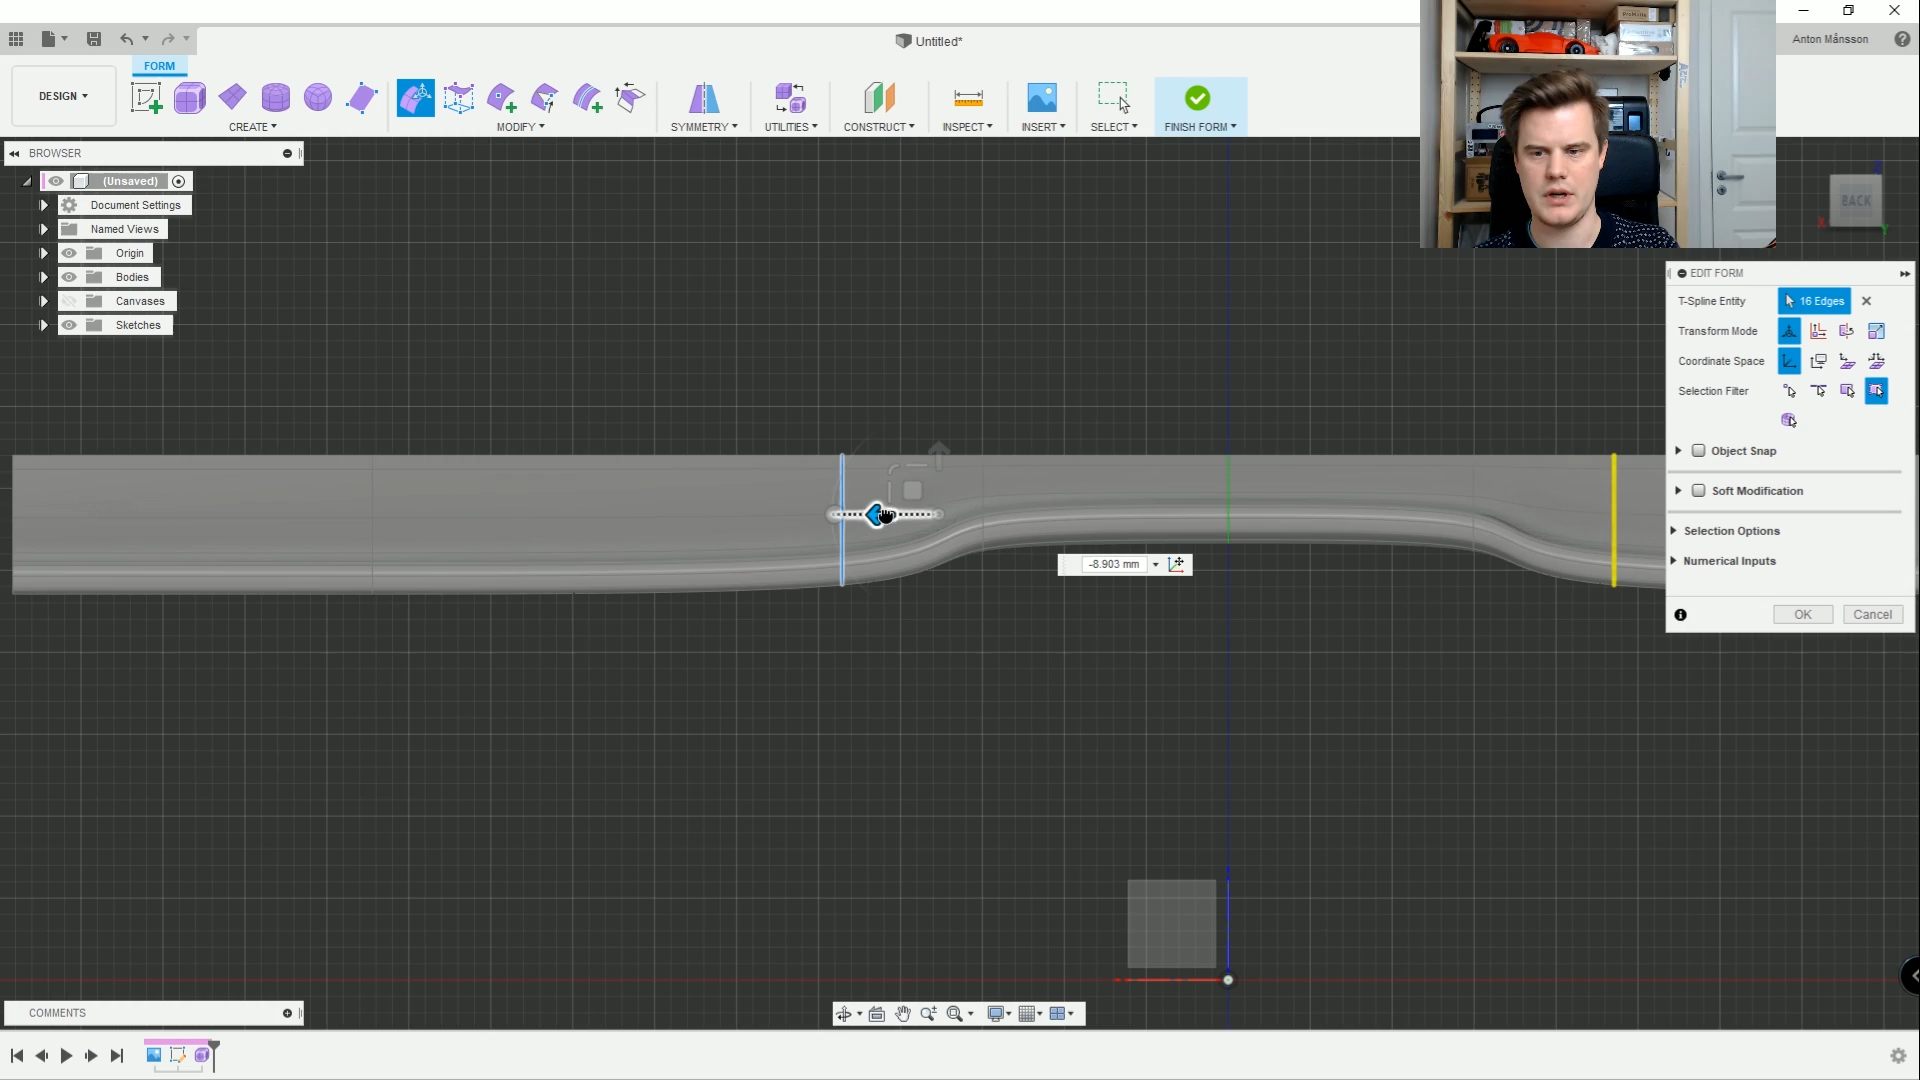 Untitled*
Anton Månsson
FORM
DESIGN
CREATE
MODIFY
SYMMETRY
UTILITIES
CONSTRUCT
INSPECT
INSERT
SELECT
FINISH FORM
BROWSER
(Unsaved)
Document Settings
Named Views
Origin
Bodies
Canvases
Sketches
BACK
Z
X
Y
EDIT FORM
T-Spline Entity
16 Edges
Transform Mode
Coordinate Space
Selection Filter
Object Snap
Soft Modification
Selection Options
Numerical Inputs
OK
Cancel
-8.903 mm
COMMENTS